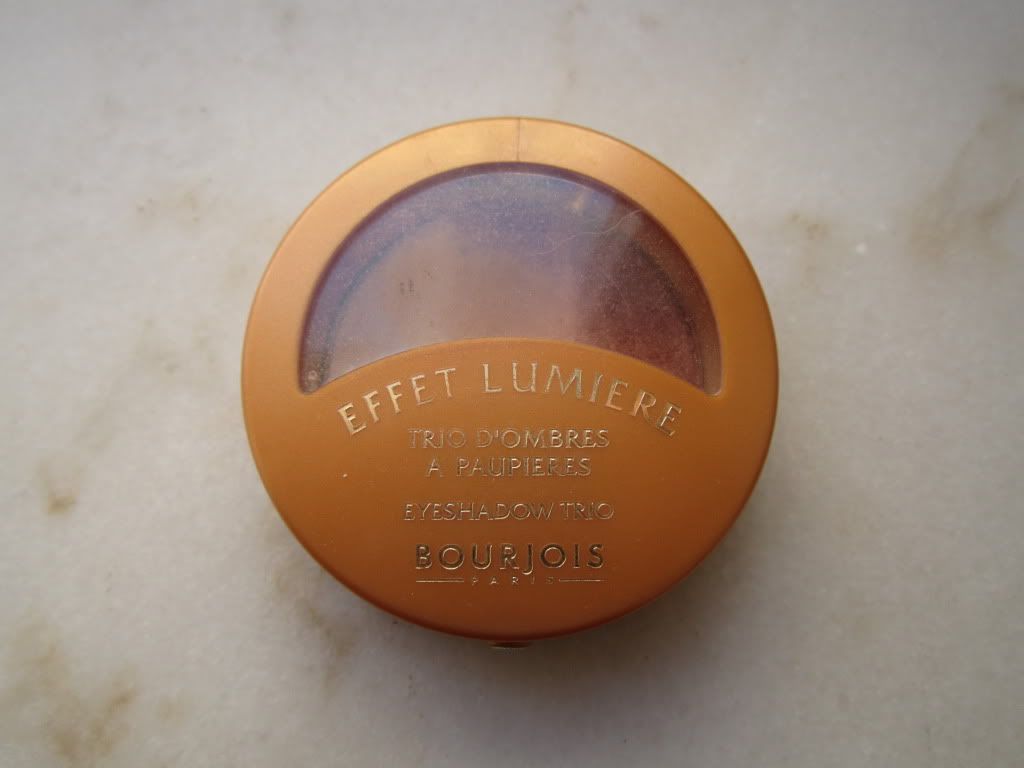 EFFET LUMIERE
TRIO D'OMBRES
A PAUPIERES
EYESHADOW TRIO
BOURJOIS
PARIS